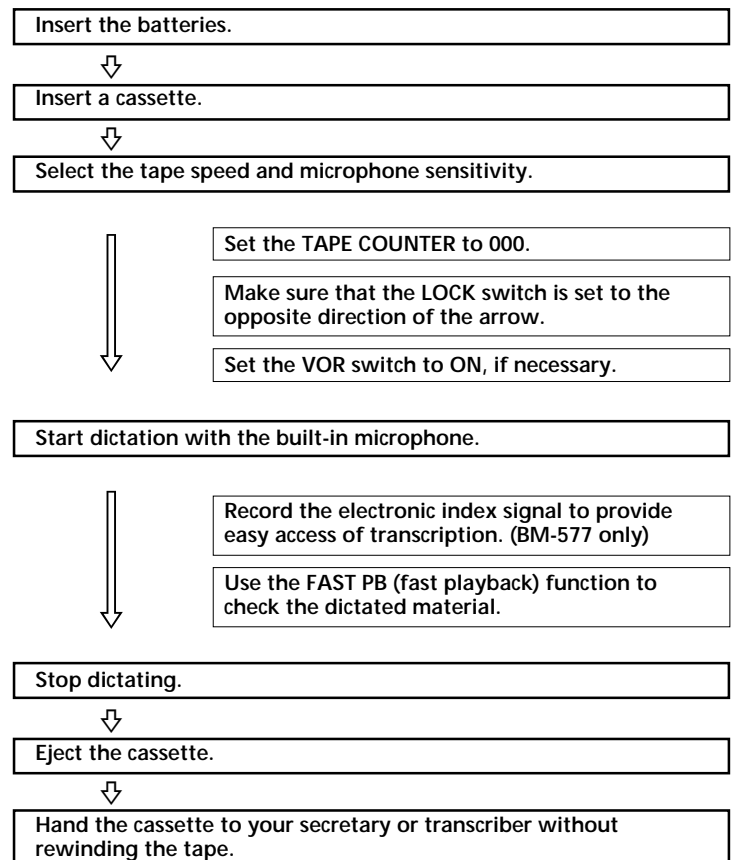 Insert the batteries.
Insert a cassette.
Select the tape speed and microphone sensitivity.
Set the TAPE COUNTER to 000.
Make sure that the LOCK switch is set to the
opposite direction of the arrow.
Set the VOR switch to ON, if necessary.
Start dictation with the built-in microphone.
Record the electronic index signal to provide
easy access of transcription. (BM-577 only)
Use the FAST PB (fast playback) function to
check the dictated material.
Stop dictating.
Eject the cassette.
Hand the cassette to your secretary or transcriber without
rewinding the tape.